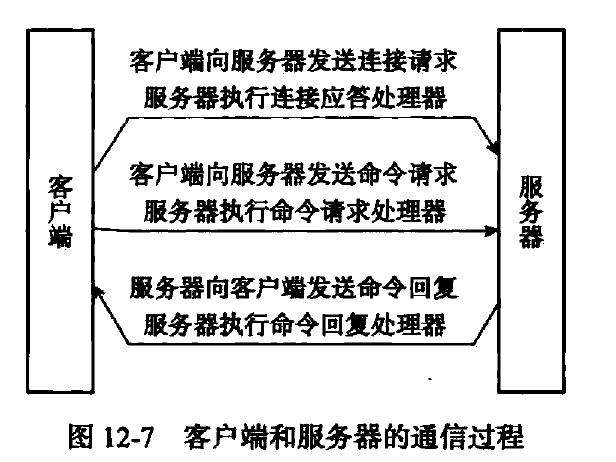 客户端向服务器发送连接请求
服务器执行连接应答处理器
客户端向服务器发送命令请求
服务器执行命令请求处理器
客户端
服务器
服务器向客户端发送命令回复
服务器执行命令回复处理器
图 12-7 客户端和服务器的通信过程